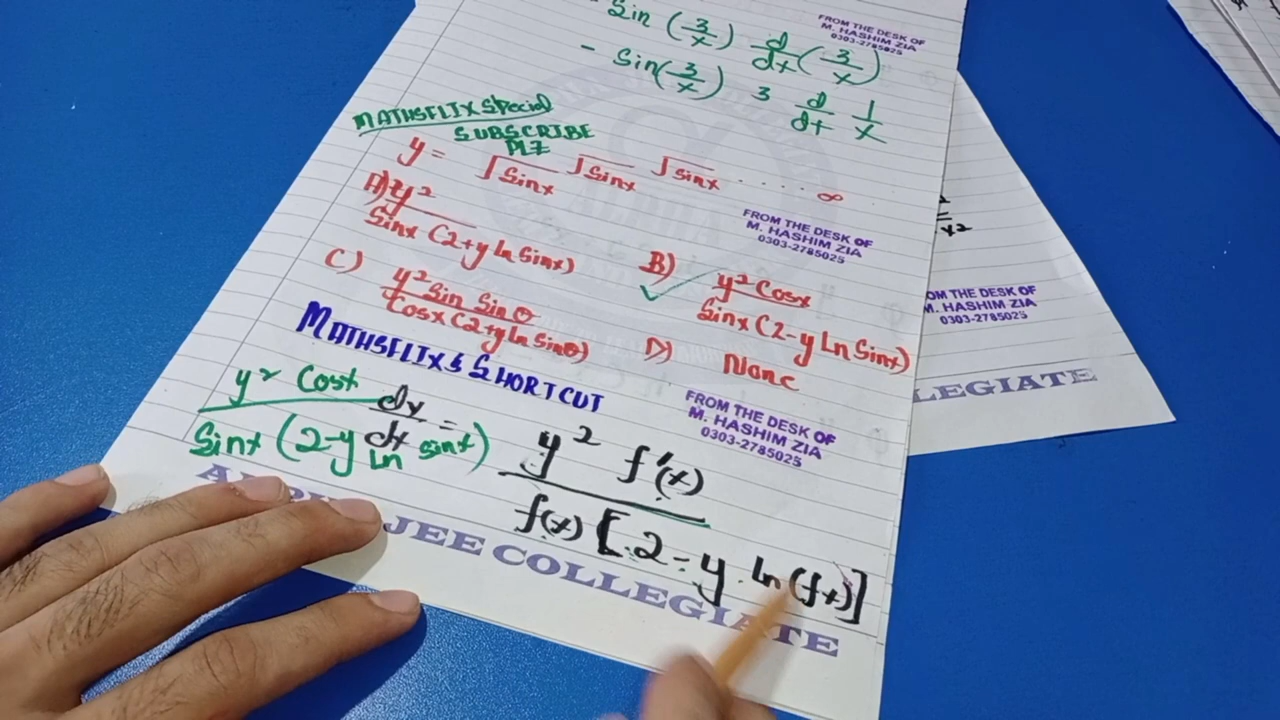 Sin (3/x) d/dx (3/x)
FROM THE DESK OF
M. HASHIM ZIA
0303-2785025
- Sin(3/x) 3 d/dt 1/x
MATHSFLIX Special
SUBSCRIBE
PLZ
y = √Sinx √Sinx √sinx ..... ∞
A) y²
Sinx (2+y ln Sinx)
FROM THE DESK OF
M. HASHIM ZIA
0303-2785025
B) y² Cosx
Sinx (2-y Ln Sinx)
C) y² Sin Sinθ
Cosx (2+y Ln Sinθ)
D) None
MATHSFLIX & SHORTCUT
FROM THE DESK OF
M. HASHIM ZIA
0303-2785025
y² Cosx
Sinx (2-y Ln sinx)
dy/dx =
y² f'(x)
f(x) [2-y. ln (fx)]
JEE COLLEGIATE
x2
OM THE DESK OF
M. HASHIM ZIA
0303-2785025
LEGIATE